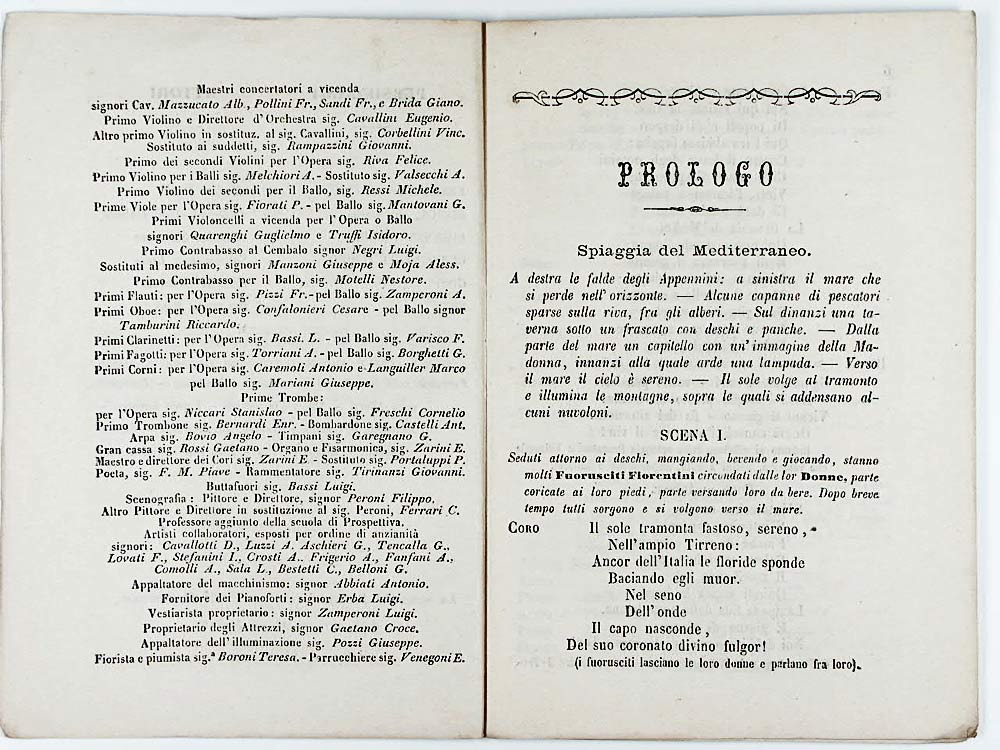 Maestri concertatori a vicenda
signori Cav. Mazzucato Alb., Pollini Fr., Sandi Fr., e Brida Giano.
Primo Violino e Direttore d'Orchestra sig. Cavallini Eugenio.
Altro primo Violino in sostituz. al sig. Cavallini, sig. Corbellini Vinc.
Sostituto ai suddetti, sig. Rampazzini Giovanni.
Primo dei secondi Violini per l'Opera sig. Riva Felice.
Primo Violino per i Balli sig. Melchiori A. - Sostituto sig. Valsecchi A.
Primo Violino dei secondi per il Ballo, sig. Ressi Michele.
Prime Viole per l'Opera sig. Fiorati P. - pel Ballo sig. Mantovani G.
Primi Violoncelli a vicenda per l'Opera o Ballo
signori Quarenghi Guglielmo e Truffi Isidoro.
Primo Contrabasso al Cembalo signor Negri Luigi.
Sostituti al medesimo, signori Manzoni Giuseppe e Moja Aless.
Primo Contrabasso per il Ballo, sig. Motelli Nestore.
Primi Flauti: per l'Opera sig. Pizzi Fr. - pel Ballo sig. Zamperoni A.
Primi Oboe: per l'Opera sig. Confalonieri Cesare - pel Ballo signor
Tamburini Riccardo.
Primi Clarinetti: per l'Opera sig. Bassi. L. - pel Ballo sig. Varisco F.
Primi Fagotti: per l'Opera sig. Torriani A. - pel Ballo sig. Borghetti G.
Primi Corni: per l'Opera sig. Caremoli Antonio e Languiller Marco
pel Ballo sig. Mariani Giuseppe.
Prime Trombe:
per l'Opera sig. Niccari Stanislao - pel Ballo sig. Freschi Cornelio
Primo Trombone sig. Bernardi Enr. - Bombardone sig. Castelli Ant.
Arpa sig. Bovio Angelo - Timpani sig. Garegnano G.
Gran cassa sig. Rossi Gaetano - Organo e Fisarmonica, sig. Zarini E.
Maestro e direttore dei Cori sig. Zarini E. - Sostituto sig. Portaluppi P.
Poeta, sig. F. M. Piave - Rammentatore sig. Tirinanzi Giovanni.
Buttafuori sig. Bassi Luigi.
Scenografia: Pittore e Direttore, signor Peroni Filippo.
Altro Pittore e Direttore in sostituzione al sig. Peroni, Ferrari C.
Professore aggiunto della scuola di Prospettiva.
Artisti collaboratori, esposti per ordine di anzianità
signori: Cavallotti D., Luzzi A. Aschieri G., Tencalla G.,
Lovati F., Stefanini I., Crosti A., Frigerio A., Fanfani A.,
Comolli A., Sala L., Bestetti C., Belloni G.
Appaltatore del macchinismo: signor Abbiati Antonio.
Fornitore dei Pianoforti: signor Erba Luigi.
Vestiarista proprietario: signor Zamperoni Luigi.
Proprietario degli Attrezzi, signor Gaetano Croce.
Appaltatore dell'illuminazione sig. Pozzi Giuseppe.
Fiorista e piumista sig.ª Boroni Teresa. - Parrucchiere sig. Venegoni E.
PROLOGO
Spiaggia del Mediterraneo.
A destra le falde degli Appennini: a sinistra il mare che
si perde nell'orizzonte. — Alcune capanne di pescatori
sparse sulla riva, fra gli alberi. — Sul dinanzi una ta-
verna sotto un frascato con deschi e panche. — Dalla
parte del mare un capitello con un'immagine della Ma-
donna, innanzi alla quale arde una lampada. — Verso
il mare il cielo è sereno. — Il sole volge al tramonto
e illumina le montagne, sopra le quali si addensano al-
cuni nuvoloni.
SCENA I.
Seduti attorno ai deschi, mangiando, bevendo e giocando, stanno
molti Fuorusciti Florentini circondati dalle lor Donne, parte
coricate ai loro piedi, parte versando loro da bere. Dopo breve
tempo tutti sorgono e si volgono verso il mare.
CORO Il sole tramonta fastoso, sereno,
Nell'ampio Tirreno:
Ancor dell'Italia le floride sponde
Baciando egli muor.
Nel seno
Dell'onde
Il capo nasconde,
Del suo coronato divino fulgor!
(i fuorusciti lasciano le loro donne e parlano fra loro).